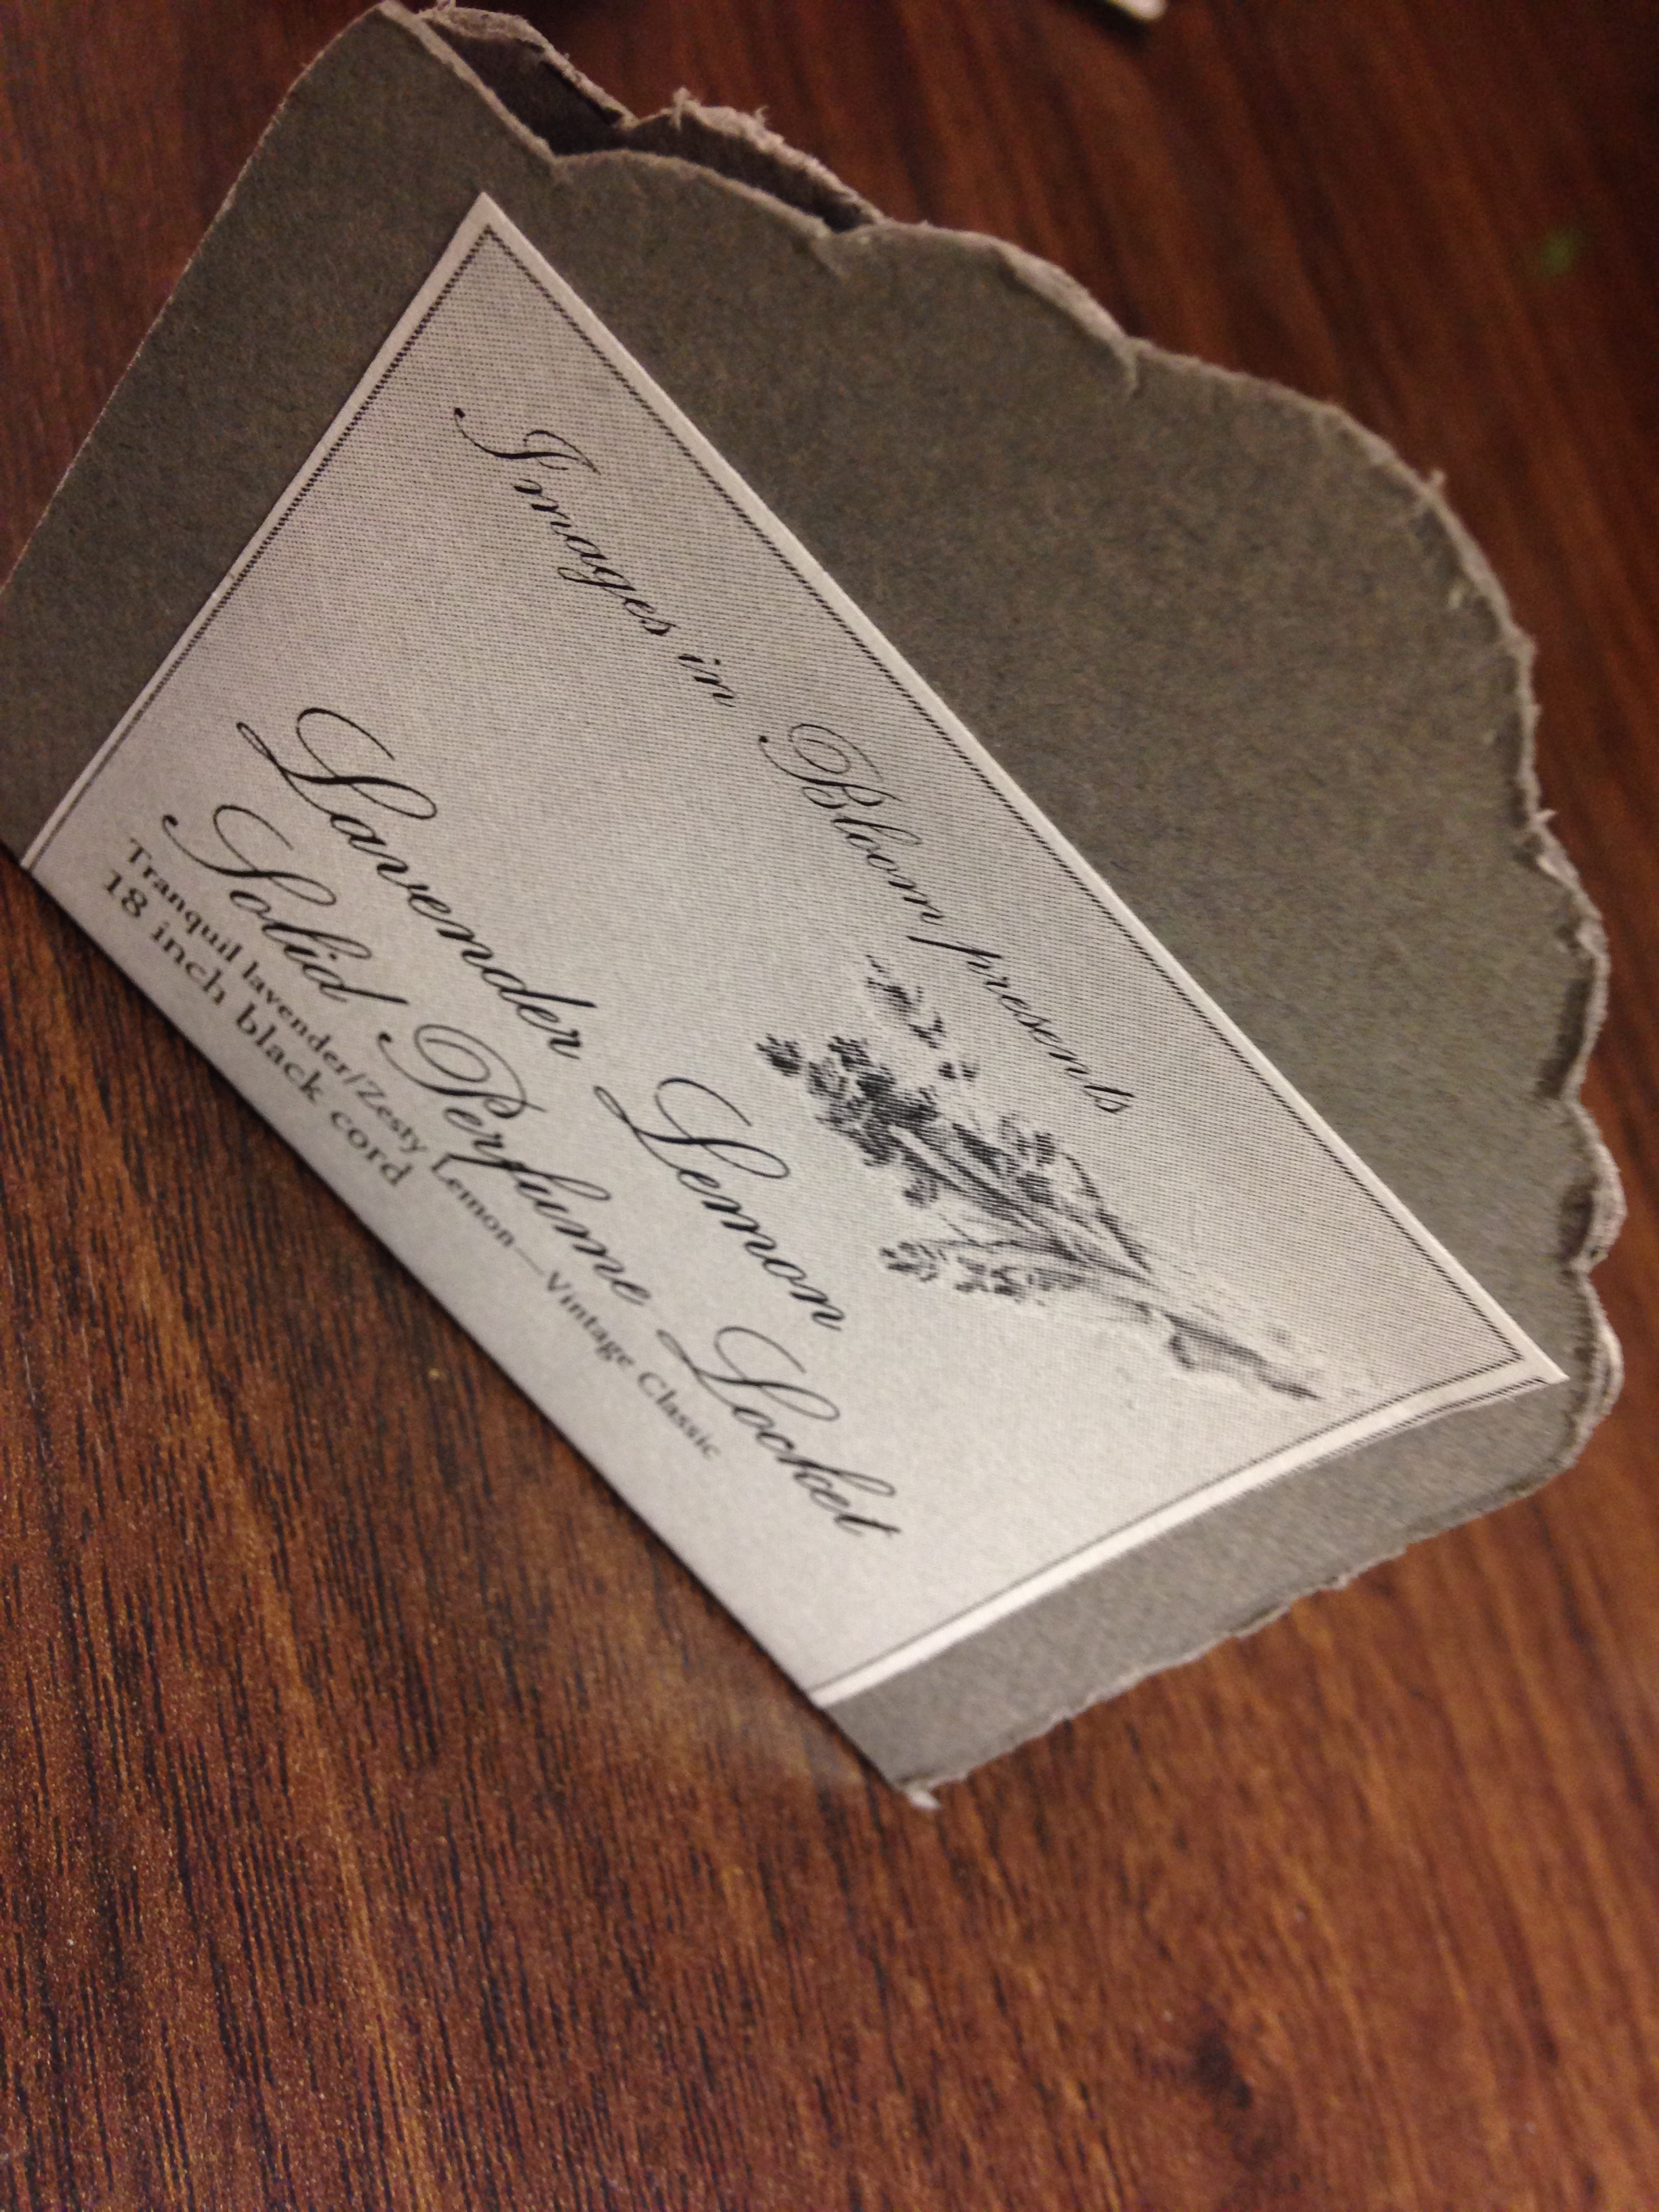 Images in Bloom presents
Lavender Lemon
Solid Perfume Locket
Tranquil lavender/Zesty Lemon—Vintage Classic
18 inch black cord